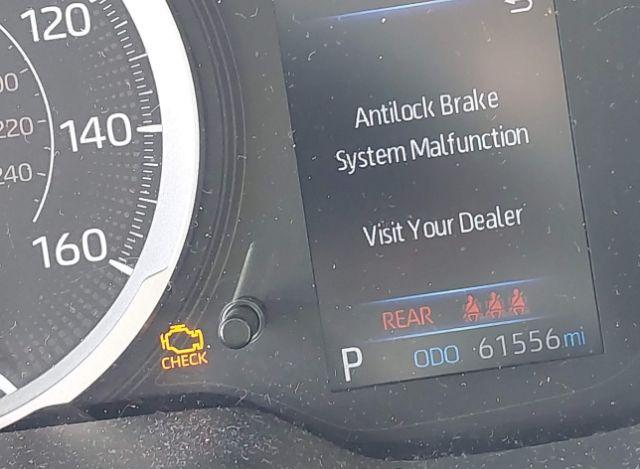 120
140
160
220
240
Antilock Brake
System Malfunction
Visit Your Dealer
REAR
CHECK
P ODO 61556 mi